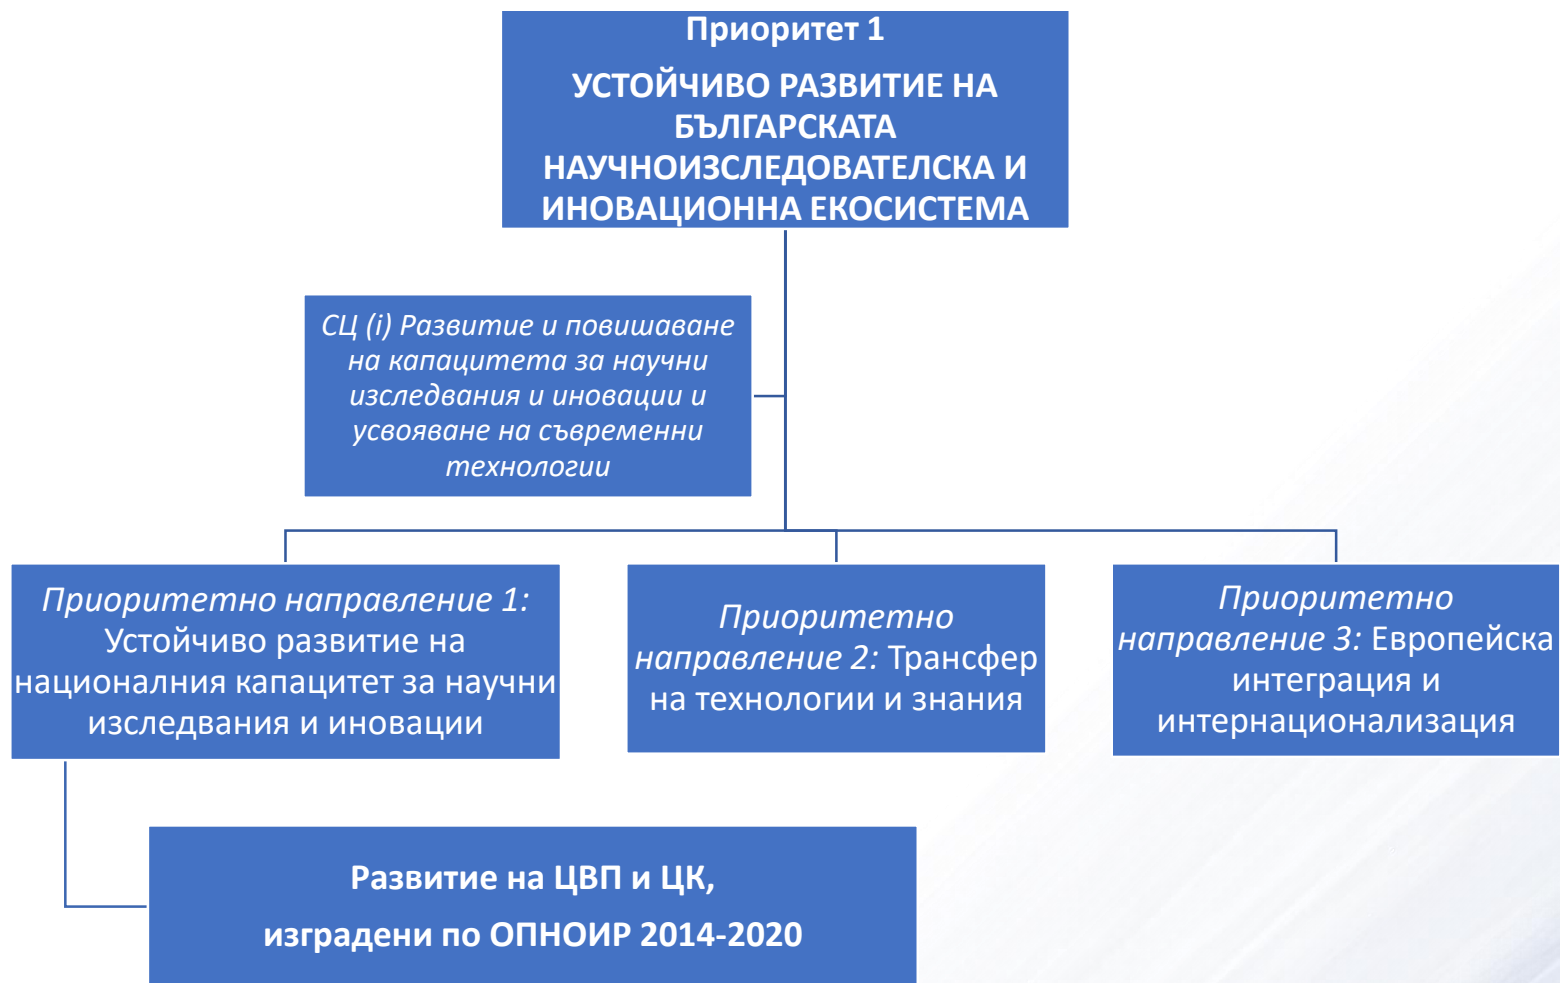 Приоритет 1
УСТОЙЧИВО РАЗВИТИЕ НА
БЪЛГАРСКАТА
НАУЧНОИЗСЛЕДОВАТЕЛСКА И
ИНОВАЦИОННА ЕКОСИСТЕМА
СЦ (i) Развитие и повишаване
на капацитета за научни
изследвания и иновации и
усвояване на съвременни
технологии
Приоритетно направление 1:
Устойчиво развитие на
националния капацитет за научни
изследвания и иновации
Приоритетно
направление 2: Трансфер
на технологии и знания
Приоритетно
направление 3: Европейска
интеграция и
интернационализация
Развитие на ЦВП и ЦК,
изградени по ОПНОИР 2014-2020